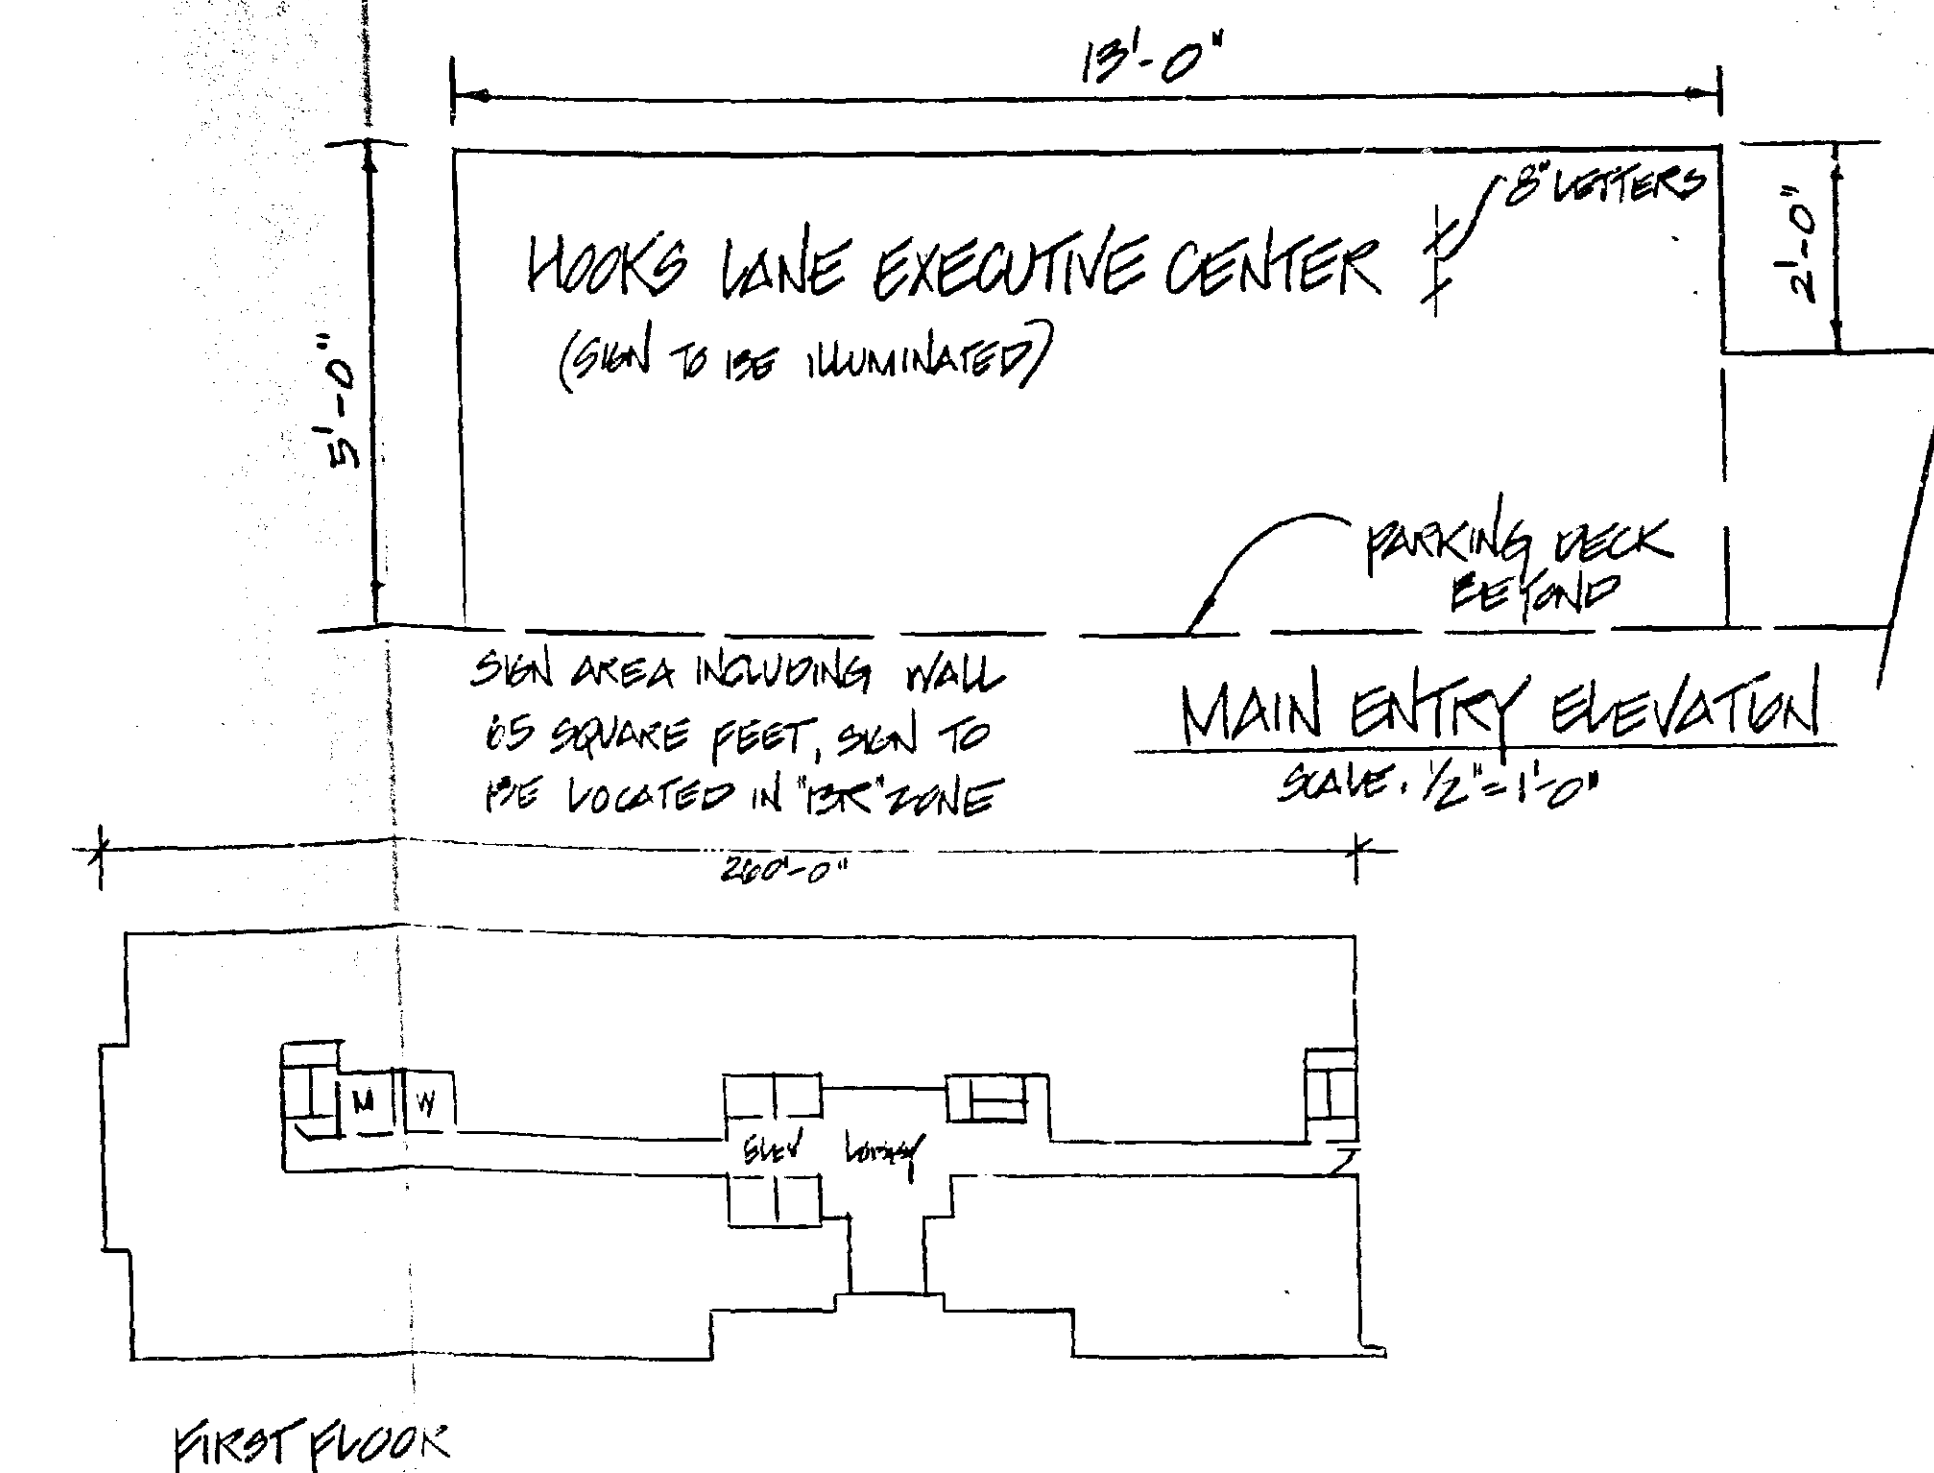 13'-0"
8" LETTERS
2'-0"
5'-0"
HOOKS LANE EXECUTIVE CENTER
(SIGN TO BE ILLUMINATED)
PARKING DECK
BEYOND
SIGN AREA INCLUDING WALL
65 SQUARE FEET, SIGN TO
BE LOCATED IN "BR" ZONE
MAIN ENTRY ELEVATION
SCALE. 1/2"=1'-0"
260'-0"
M W
ELEV LOBBY
FIRST FLOOR